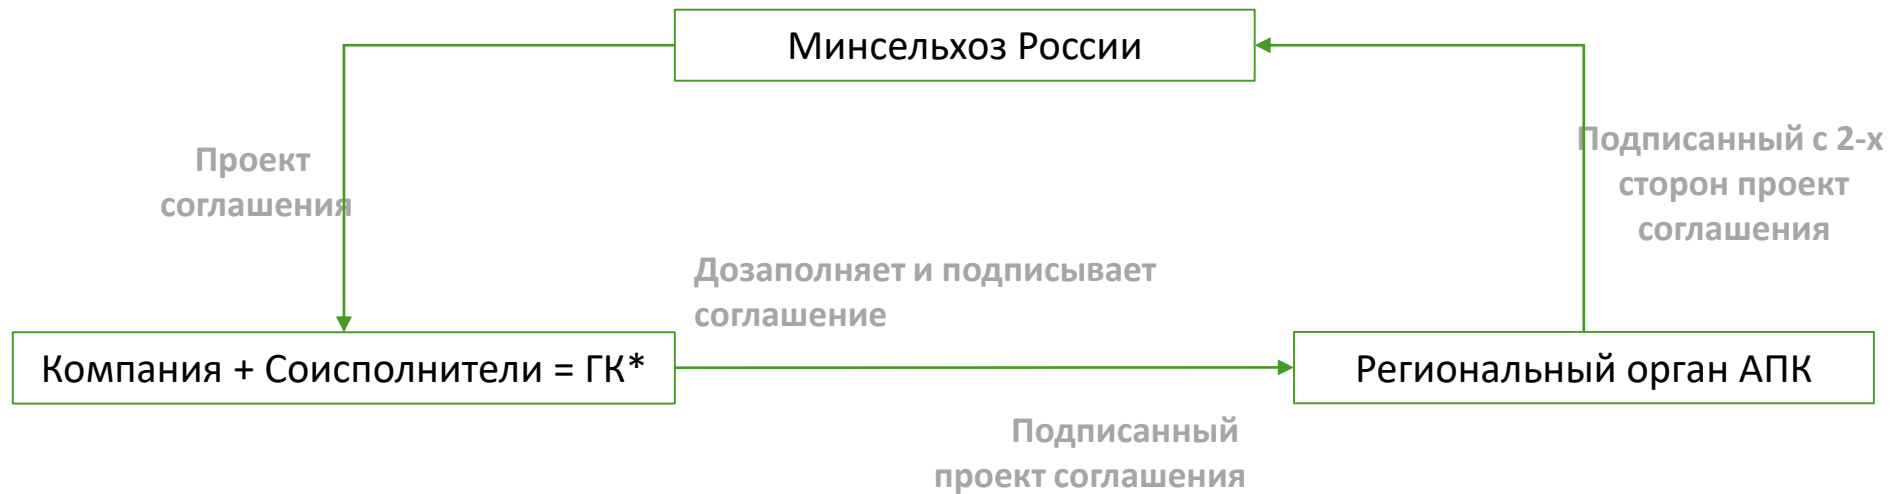 Минсельхоз России
Проект
соглашения
Подписанный с 2-х
сторон проект
соглашения
Дозаполняет и подписывает
соглашение
Компания + Соисполнители = ГК*
Региональный орган АПК
Подписанный
проект соглашения